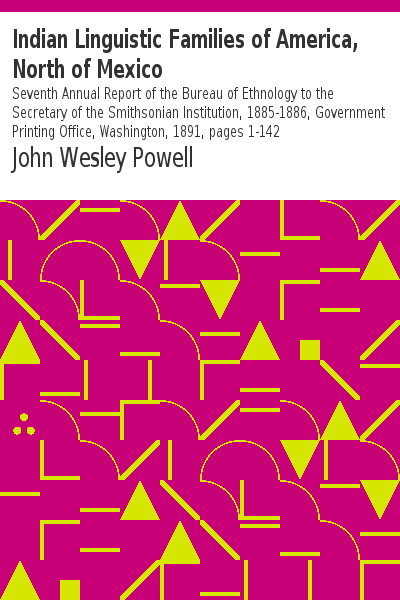 Indian Linguistic Families of America,
North of Mexico
Seventh Annual Report of the Bureau of Ethnology to the
Secretary of the Smithsonian Institution, 1885-1886, Government
Printing Office, Washington, 1891, pages 1-142
John Wesley Powell